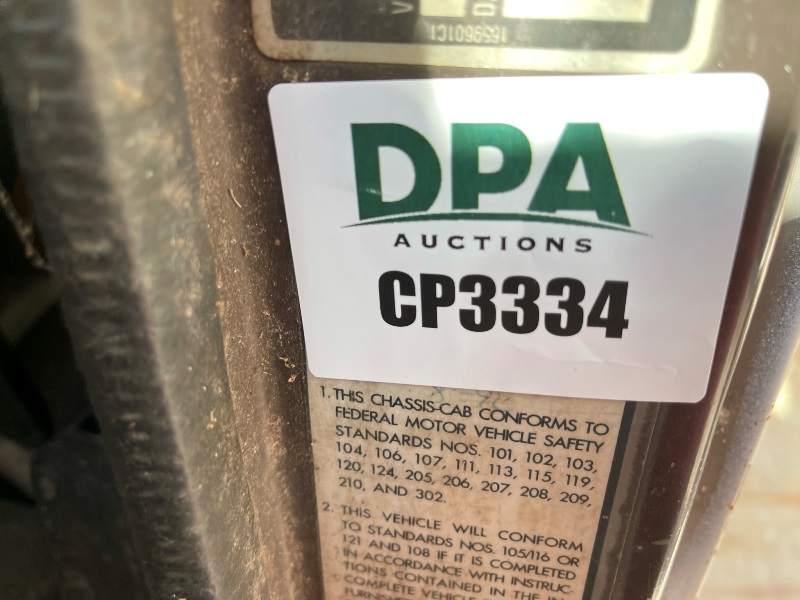 1659601C1
DPA
AUCTIONS
CP3334
1. THIS CHASSIS-CAB CONFORMS TO
FEDERAL MOTOR VEHICLE SAFETY
STANDARDS NOS. 101, 102, 103,
104, 106, 107, 111, 113, 115, 119,
120, 124, 205, 206, 207, 208, 209,
210, AND 302.
2. THIS VEHICLE WILL CONFORM
TO STANDARDS NOS. 105/116 OR
121 AND 108 IF IT IS COMPLETED
IN ACCORDANCE WITH INSTRUC-
TIONS CONTAINED IN THE IN-
COMPLETE VEHICLE